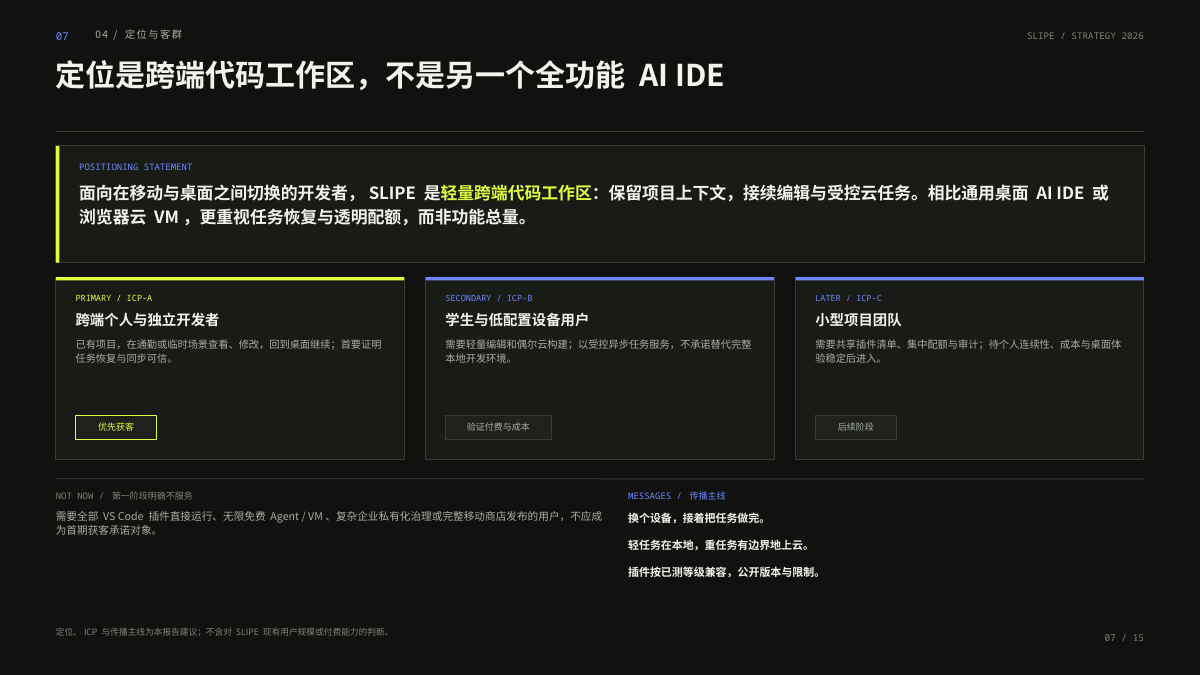 07 04 / 定位与客群 SLIPE / STRATEGY 2026
定位是跨端代码工作区，不是另一个全功能 AI IDE
POSITIONING STATEMENT
面向在移动与桌面之间切换的开发者， SLIPE 是轻量跨端代码工作区：保留项目上下文，接续编辑与受控云任务。相比通用桌面 AI IDE 或
浏览器云 VM ，更重视任务恢复与透明配额，而非功能总量。
PRIMARY / ICP-A
跨端个人与独立开发者
已有项目，在通勤或临时场景查看、修改，回到桌面继续；首要证明
任务恢复与同步可信。
优先获客
SECONDARY / ICP-B
学生与低配置设备用户
需要轻量编辑和偶尔云构建；以受控异步任务服务，不承诺替代完整
本地开发环境。
验证付费与成本
LATER / ICP-C
小型项目团队
需要共享插件清单、集中配额与审计；待个人连续性、成本与桌面体
验稳定后进入。
后续阶段
NOT NOW / 第一阶段明确不服务
需要全部 VS Code 插件直接运行、无限免费 Agent / VM 、复杂企业私有化治理或完整移动商店发布的用户，不应成
为首期获客承诺对象。
MESSAGES / 传播主线
换个设备，接着把任务做完。
轻任务在本地，重任务有边界地上云。
插件按已测等级兼容，公开版本与限制。
定位、 ICP 与传播主线为本报告建议；不含对 SLIPE 现有用户规模或付费能力的判断。
07 / 15